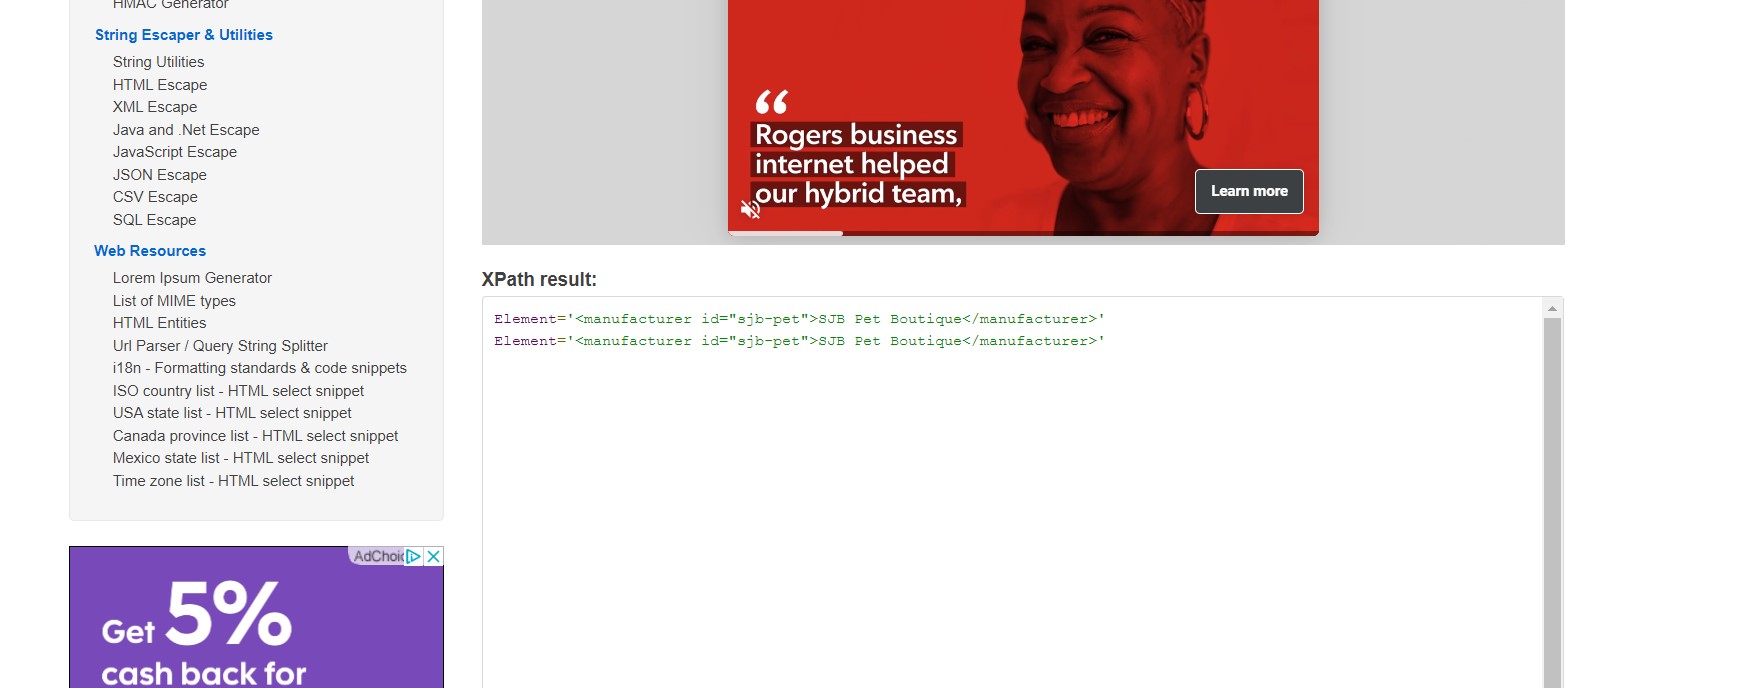 HMAC Generator
String Escaper & Utilities
String Utilities
HTML Escape
XML Escape
Java and .Net Escape
JavaScript Escape
JSON Escape
CSV Escape
SQL Escape
Web Resources
Lorem Ipsum Generator
List of MIME types
HTML Entities
Url Parser / Query String Splitter
i18n - Formatting standards & code snippets
ISO country list - HTML select snippet
USA state list - HTML select snippet
Canada province list - HTML select snippet
Mexico state list - HTML select snippet
Time zone list - HTML select snippet
AdChoic
Get 5%
cash back for
“
Rogers business
internet helped
our hybrid team,
Learn more
XPath result:
Element='<manufacturer id="sjb-pet">SJB Pet Boutique</manufacturer>'
Element='<manufacturer id="sjb-pet">SJB Pet Boutique</manufacturer>'